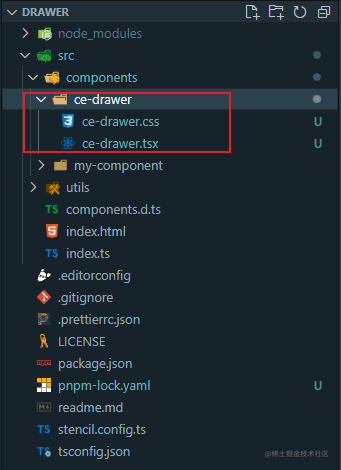 DRAWER
node_modules
src
components
ce-drawer
ce-drawer.css U
ce-drawer.tsx U
my-component
utils
TS components.d.ts
index.html
TS index.ts
.editorconfig
.gitignore
.prettierrc.json
LICENSE
package.json
pnpm-lock.yaml U
readme.md
TS stencil.config.ts
TS tsconfig.json
@稀土掘金技术社区